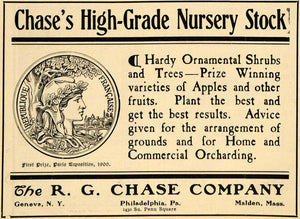 Chase's High-Grade Nursery Stock
RÉPUBLIQUE FRANÇAISE
First Prize, Paris Exposition, 1900.
¶ Hardy Ornamental Shrubs
and Trees—Prize Winning
varieties of Apples and other
fruits. Plant the best and
get the best results. Advice
given for the arrangement of
grounds and for Home and
Commercial Orcharding.
The R. G. CHASE COMPANY
Geneva, N. Y. Philadelphia, Pa. Malden, Mass.
1430 So. Penn Square